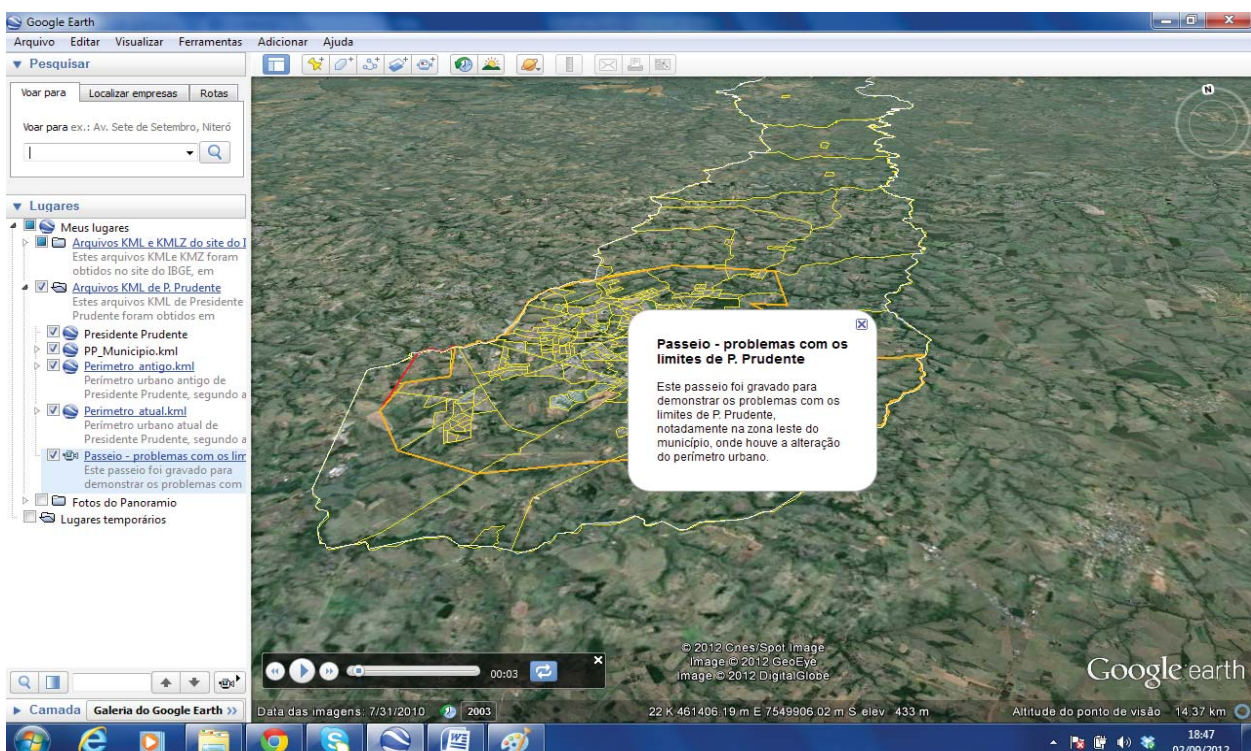 Google Earth
Arquivo Editar Visualizar Ferramentas Adicionar Ajuda
▼ Pesquisar
Voar para Localizar empresas Rotas
Voar para ex.: Av. Sete de Setembro, Niteró
▼ Lugares
Meus lugares
Arquivos KML e KMLZ do site do I
Estes arquivos KMLe KMZ foram
obtidos no site do IBGE, em
Arquivos KML de P. Prudente
Estes arquivos KML de Presidente
Prudente foram obtidos em
Presidente Prudente
PP_Municipio.kml
Perimetro antigo.kml
Perímetro urbano antigo de
Presidente Prudente, segundo a
Perimetro atual.kml
Perímetro urbano atual de
Presidente Prudente, segundo a
Passeio - problemas com os lim
Este passeio foi gravado para
demonstrar os problemas com
Fotos do Panoramio
Lugares temporários
Camada Galeria do Google Earth >>
N
Passeio - problemas com os
limites de P. Prudente
Este passeio foi gravado para
demonstrar os problemas com os
limites de P. Prudente,
notadamente na zona leste do
município, onde houve a alteração
do perímetro urbano.
00:03
© 2012 Cnes/Spot Image
Image © 2012 GeoEye
Image © 2012 DigitalGlobe
Google earth
Data das imagens: 7/31/2010 2003 22 K 461406.19 m E 7549906.02 m S elev 433 m Altitude do ponto de visão 14.37 km
18:47
02/09/2012